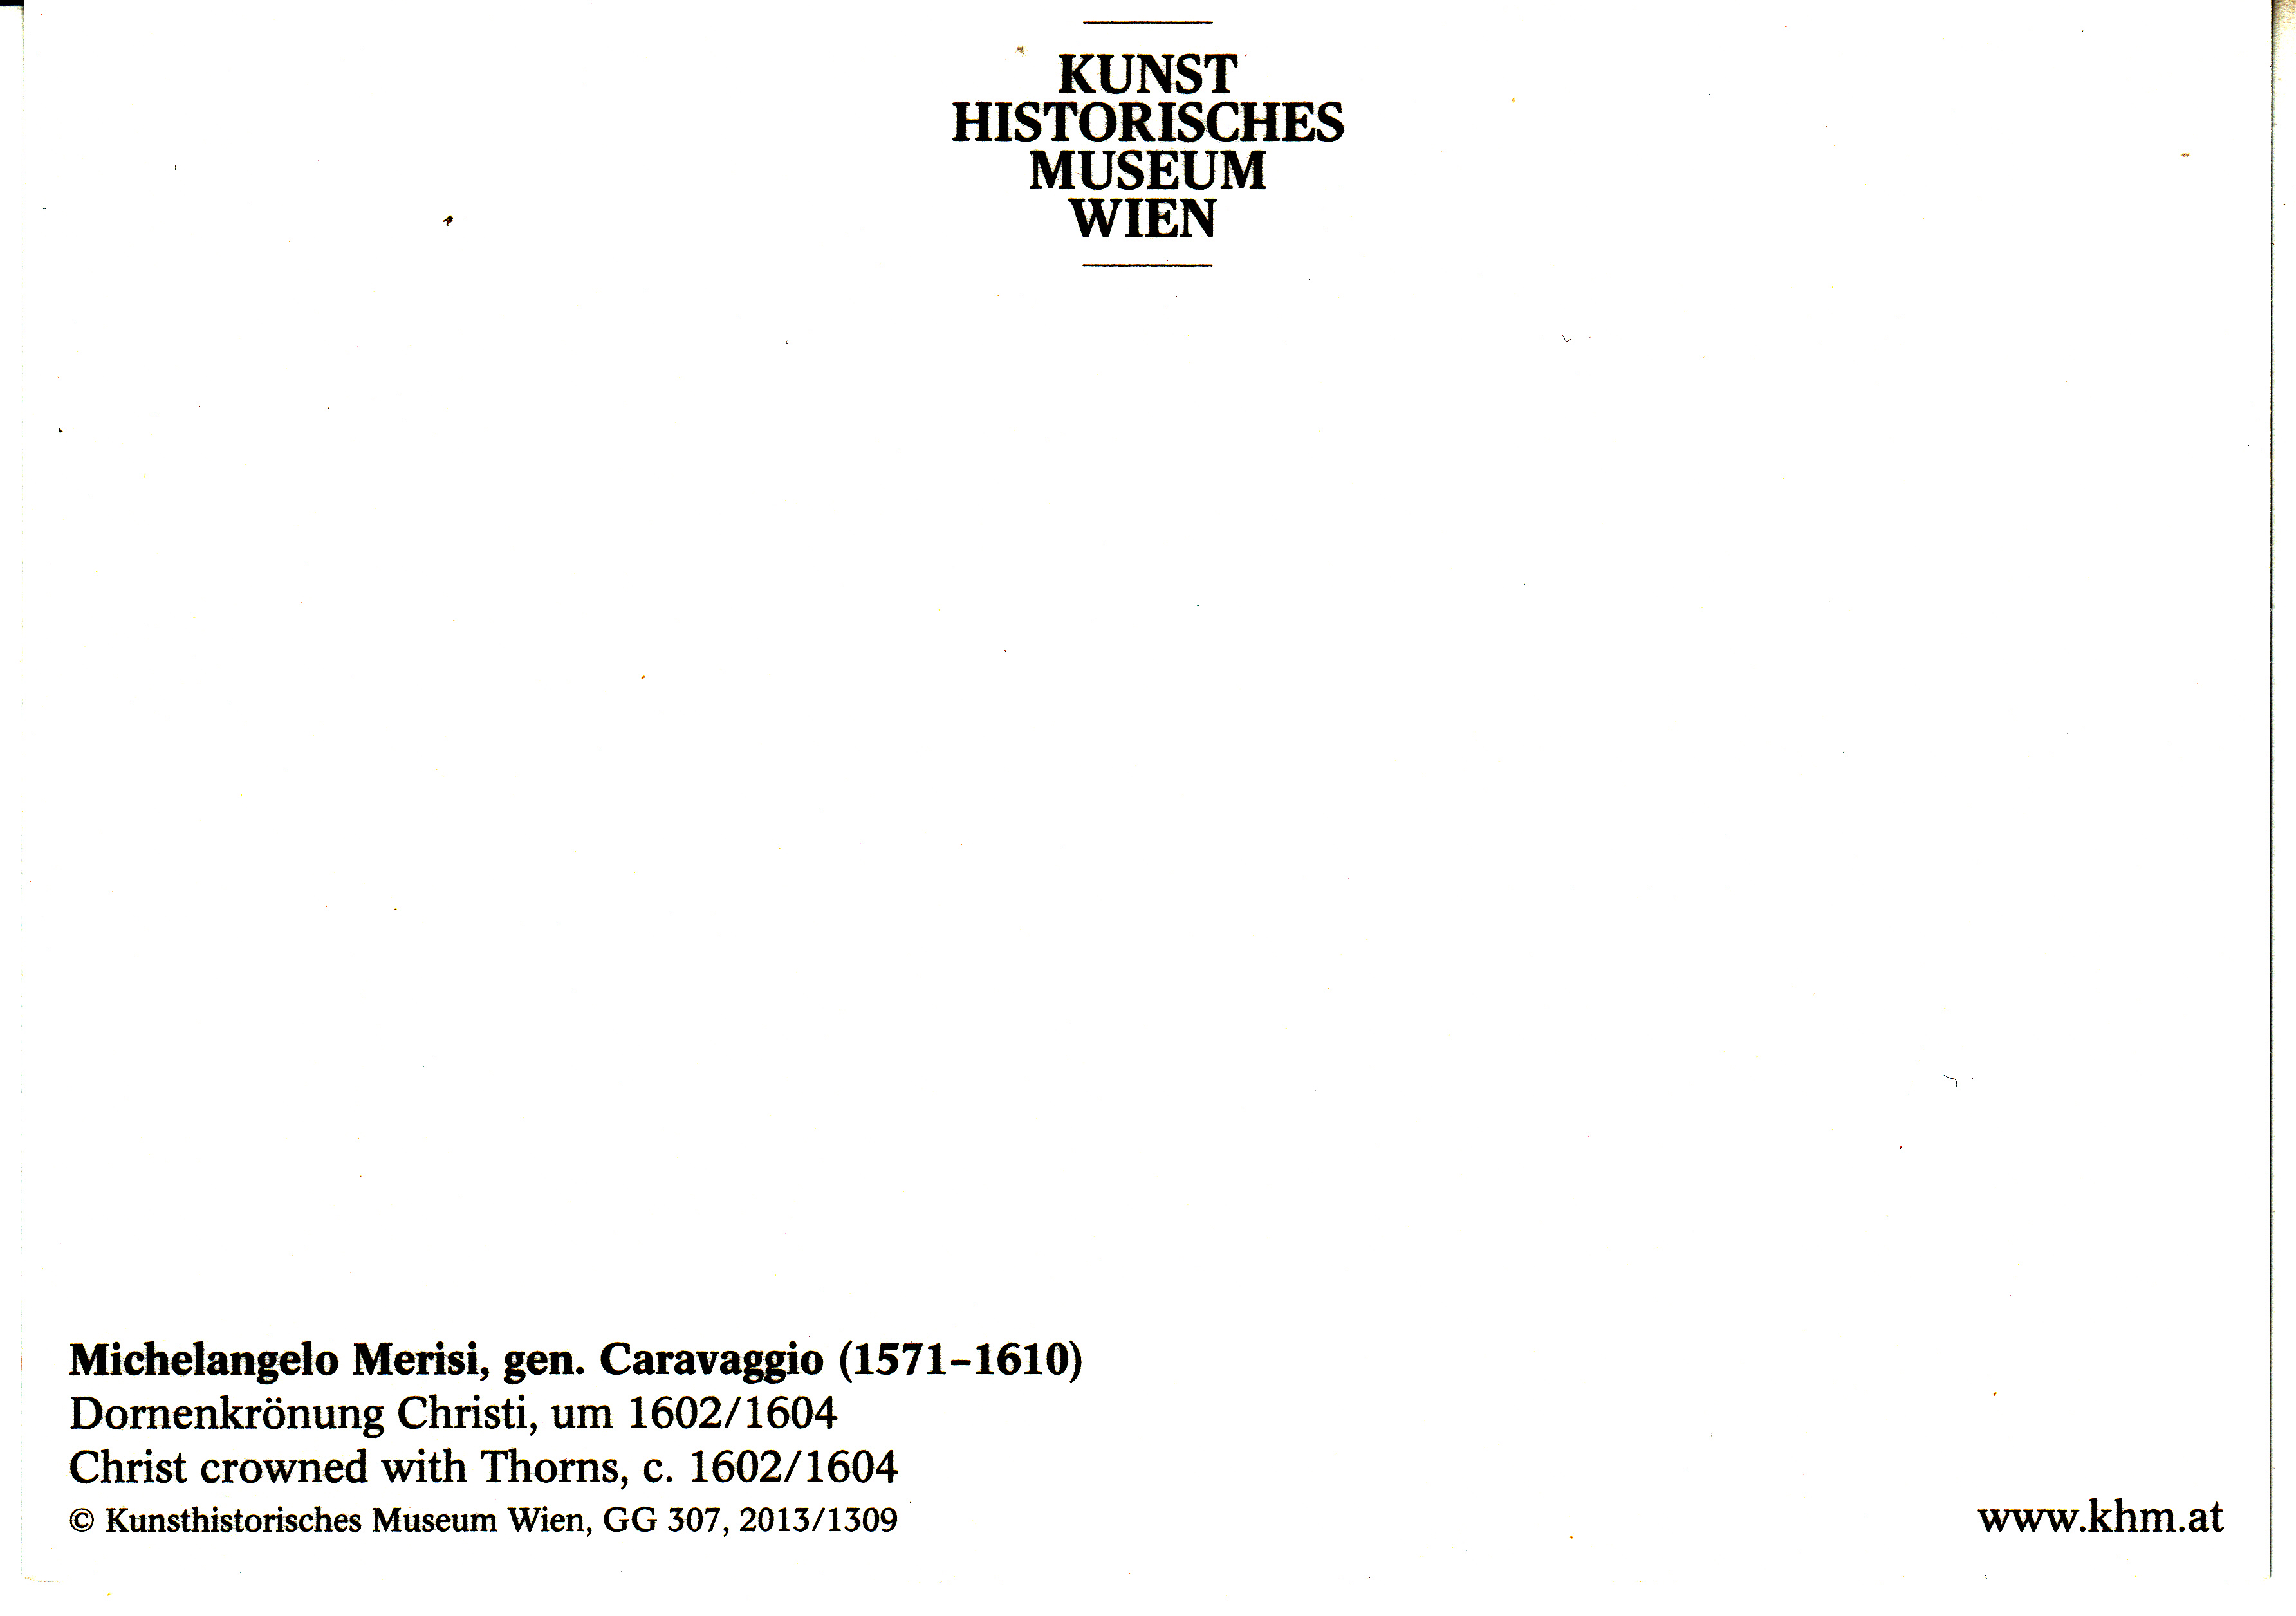 KUNST
HISTORISCHES
MUSEUM
WIEN
Michelangelo Merisi, gen. Caravaggio (1571–1610)
Dornenkrönung Christi, um 1602/1604
Christ crowned with Thorns, c. 1602/1604
© Kunsthistorisches Museum Wien, GG 307, 2013/1309
www.khm.at